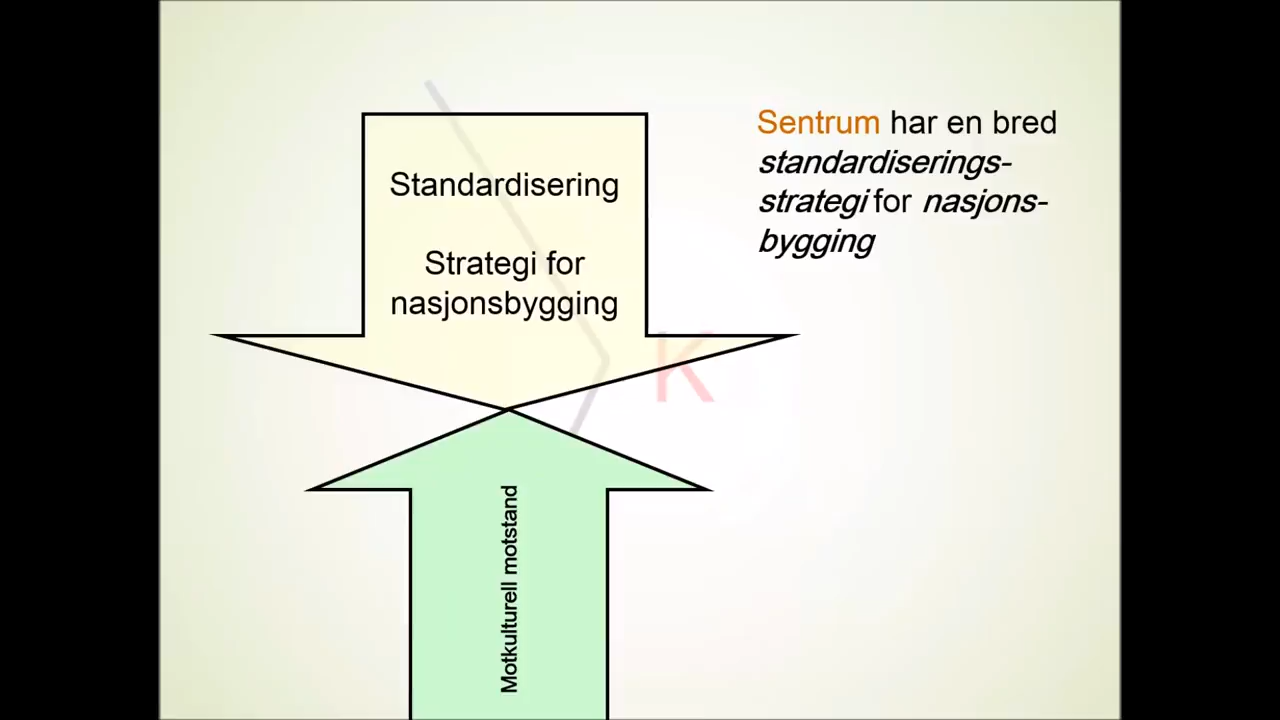 Standardisering
Strategi for
nasjonsbygging
Sentrum har en bred
standardiserings-
strategi for nasjons-
bygging
K
Motkulturell motstand